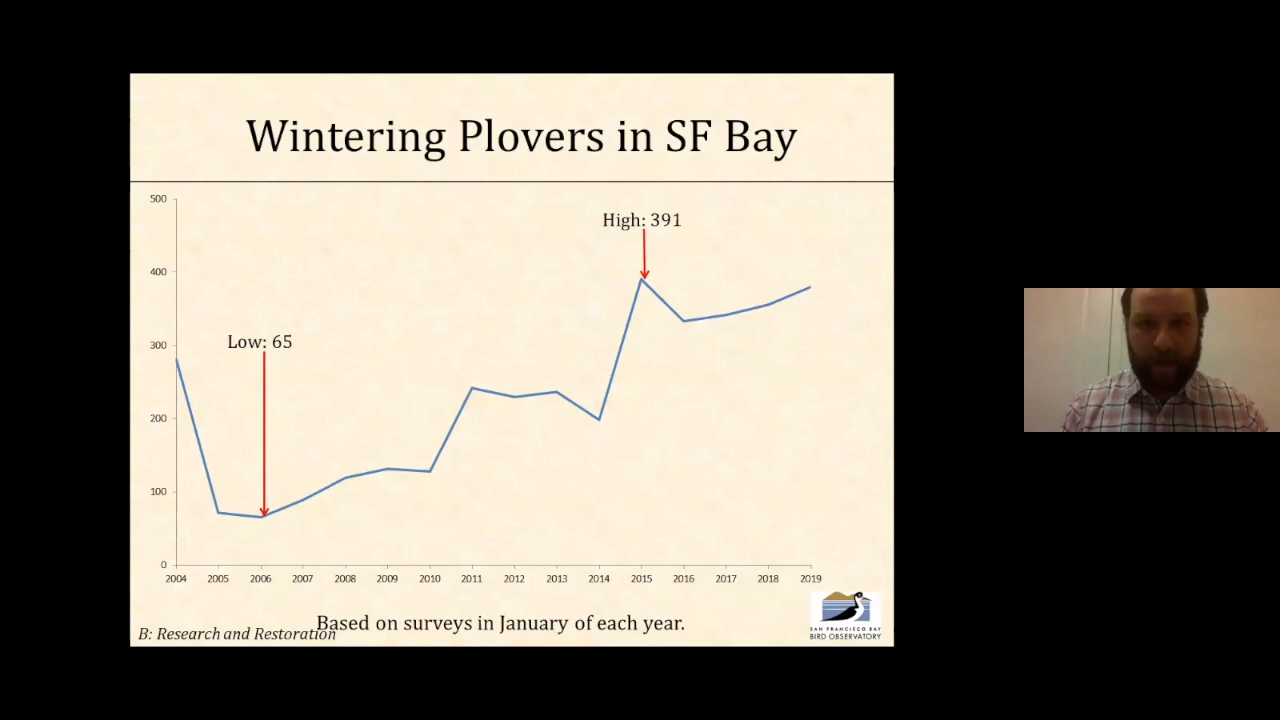 Wintering Plovers in SF Bay
500
High: 391
400
Low: 65
300
200
100
0
2004 2005 2006 2007 2008 2009 2010 2011 2012 2013 2014 2015 2016 2017 2018 2019
Based on surveys in January of each year.
B: Research and Restoration
SAN FRANCISCO BAY
BIRD OBSERVATORY